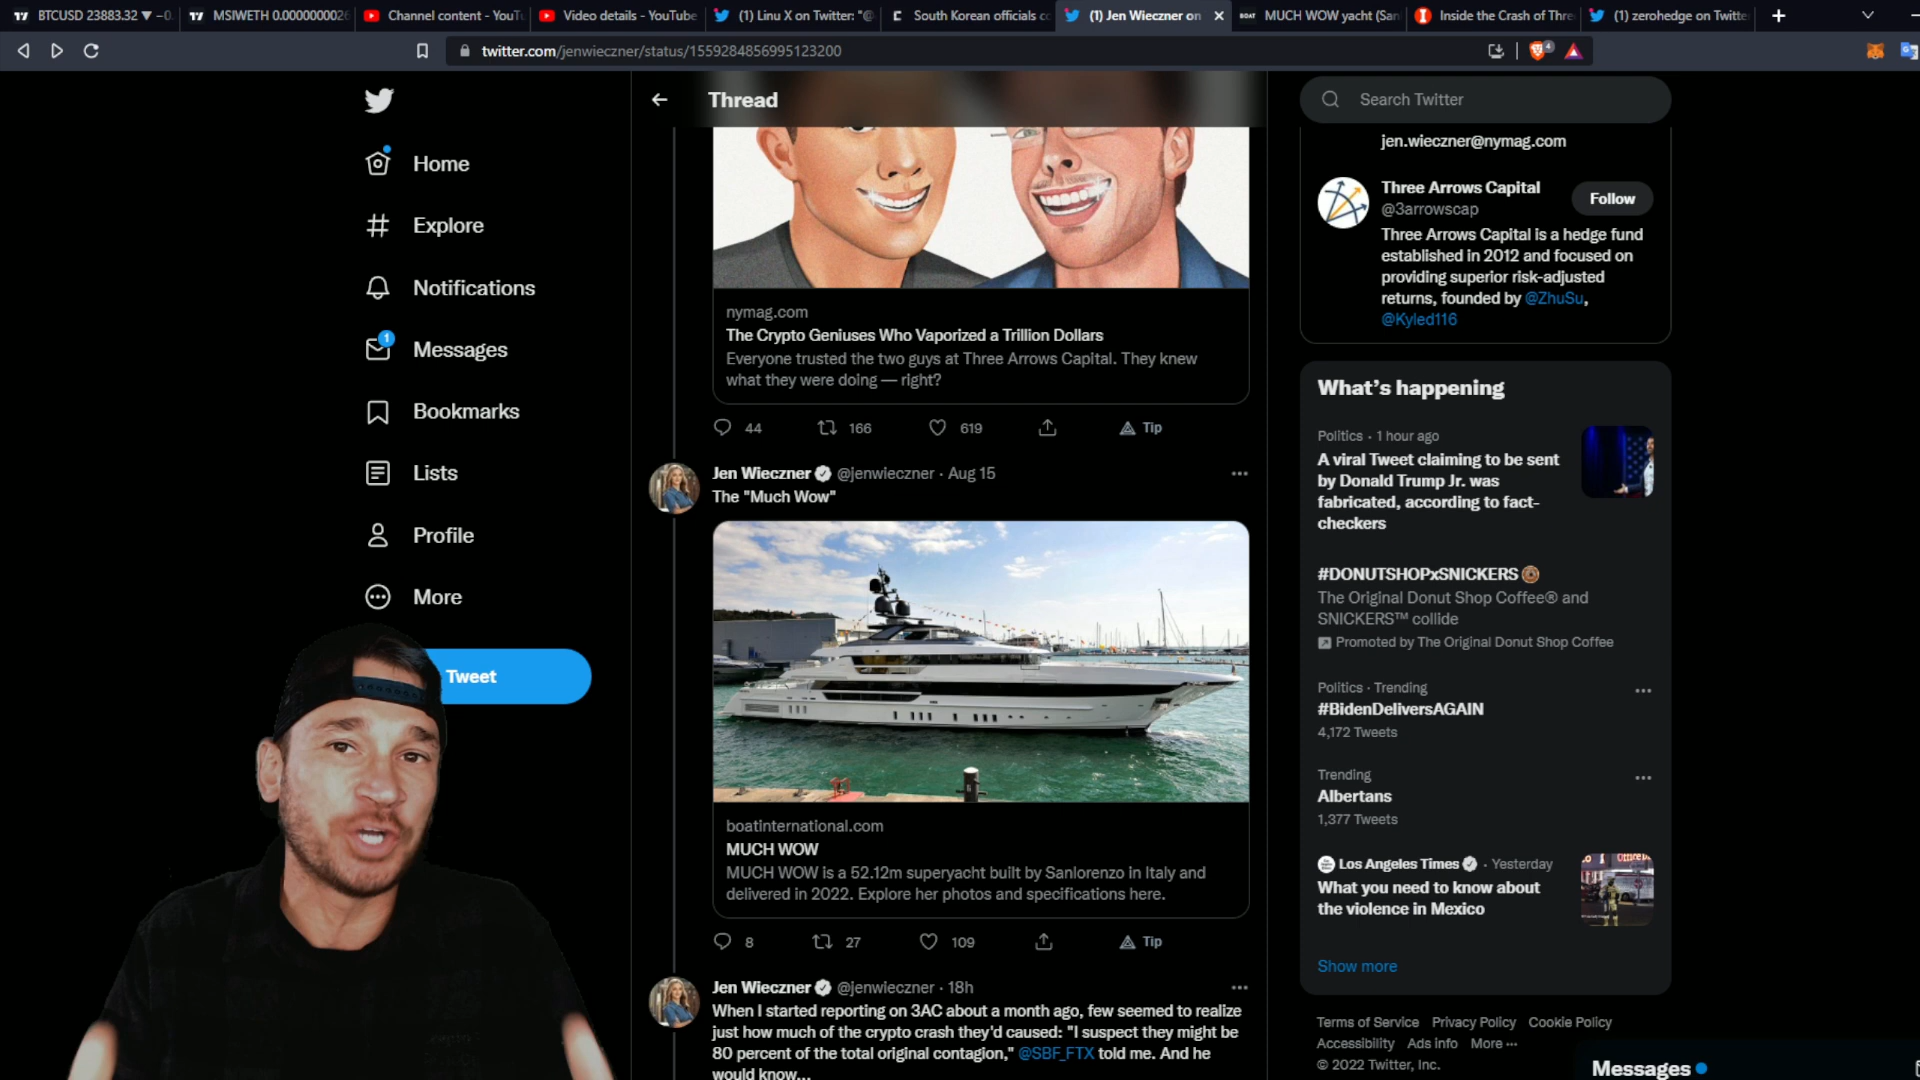 BTCUSD 23883.32 ▼ −0.
MSIWETH 0.0000000026
Channel content - YouTu
Video details - YouTube
(1) Linu X on Twitter: "@
South Korean officials cc
(1) Jen Wieczner on
MUCH WOW yacht (San
Inside the Crash of Thre
(1) zerohedge on Twitte
twitter.com/jenwieczner/status/1559284856995123200
4
Home
Explore
Notifications
1
Messages
Bookmarks
Lists
Profile
More
Tweet
Thread
nymag.com
The Crypto Geniuses Who Vaporized a Trillion Dollars
Everyone trusted the two guys at Three Arrows Capital. They knew
what they were doing — right?
44 166 619 Tip
Jen Wieczner @jenwieczner · Aug 15
The "Much Wow"
boatinternational.com
MUCH WOW
MUCH WOW is a 52.12m superyacht built by Sanlorenzo in Italy and
delivered in 2022. Explore her photos and specifications here.
8 27 109 Tip
Jen Wieczner @jenwieczner · 18h
When I started reporting on 3AC about a month ago, few seemed to realize
just how much of the crypto crash they'd caused: "I suspect they might be
80 percent of the total original contagion," @SBF_FTX told me. And he
would know...
Search Twitter
jen.wieczner@nymag.com
Three Arrows Capital
@3arrowscap
Follow
Three Arrows Capital is a hedge fund
established in 2012 and focused on
providing superior risk-adjusted
returns, founded by @ZhuSu,
@Kyled116
What's happening
Politics · 1 hour ago
A viral Tweet claiming to be sent
by Donald Trump Jr. was
fabricated, according to fact-
checkers
#DONUTSHOPxSNICKERS
The Original Donut Shop Coffee® and
SNICKERS™ collide
Promoted by The Original Donut Shop Coffee
Politics · Trending
#BidenDeliversAGAIN
4,172 Tweets
Trending
Albertans
1,377 Tweets
Los Angeles Times · Yesterday
What you need to know about
the violence in Mexico
Show more
Terms of Service Privacy Policy Cookie Policy
Accessibility Ads info More ···
© 2022 Twitter, Inc.
Messages